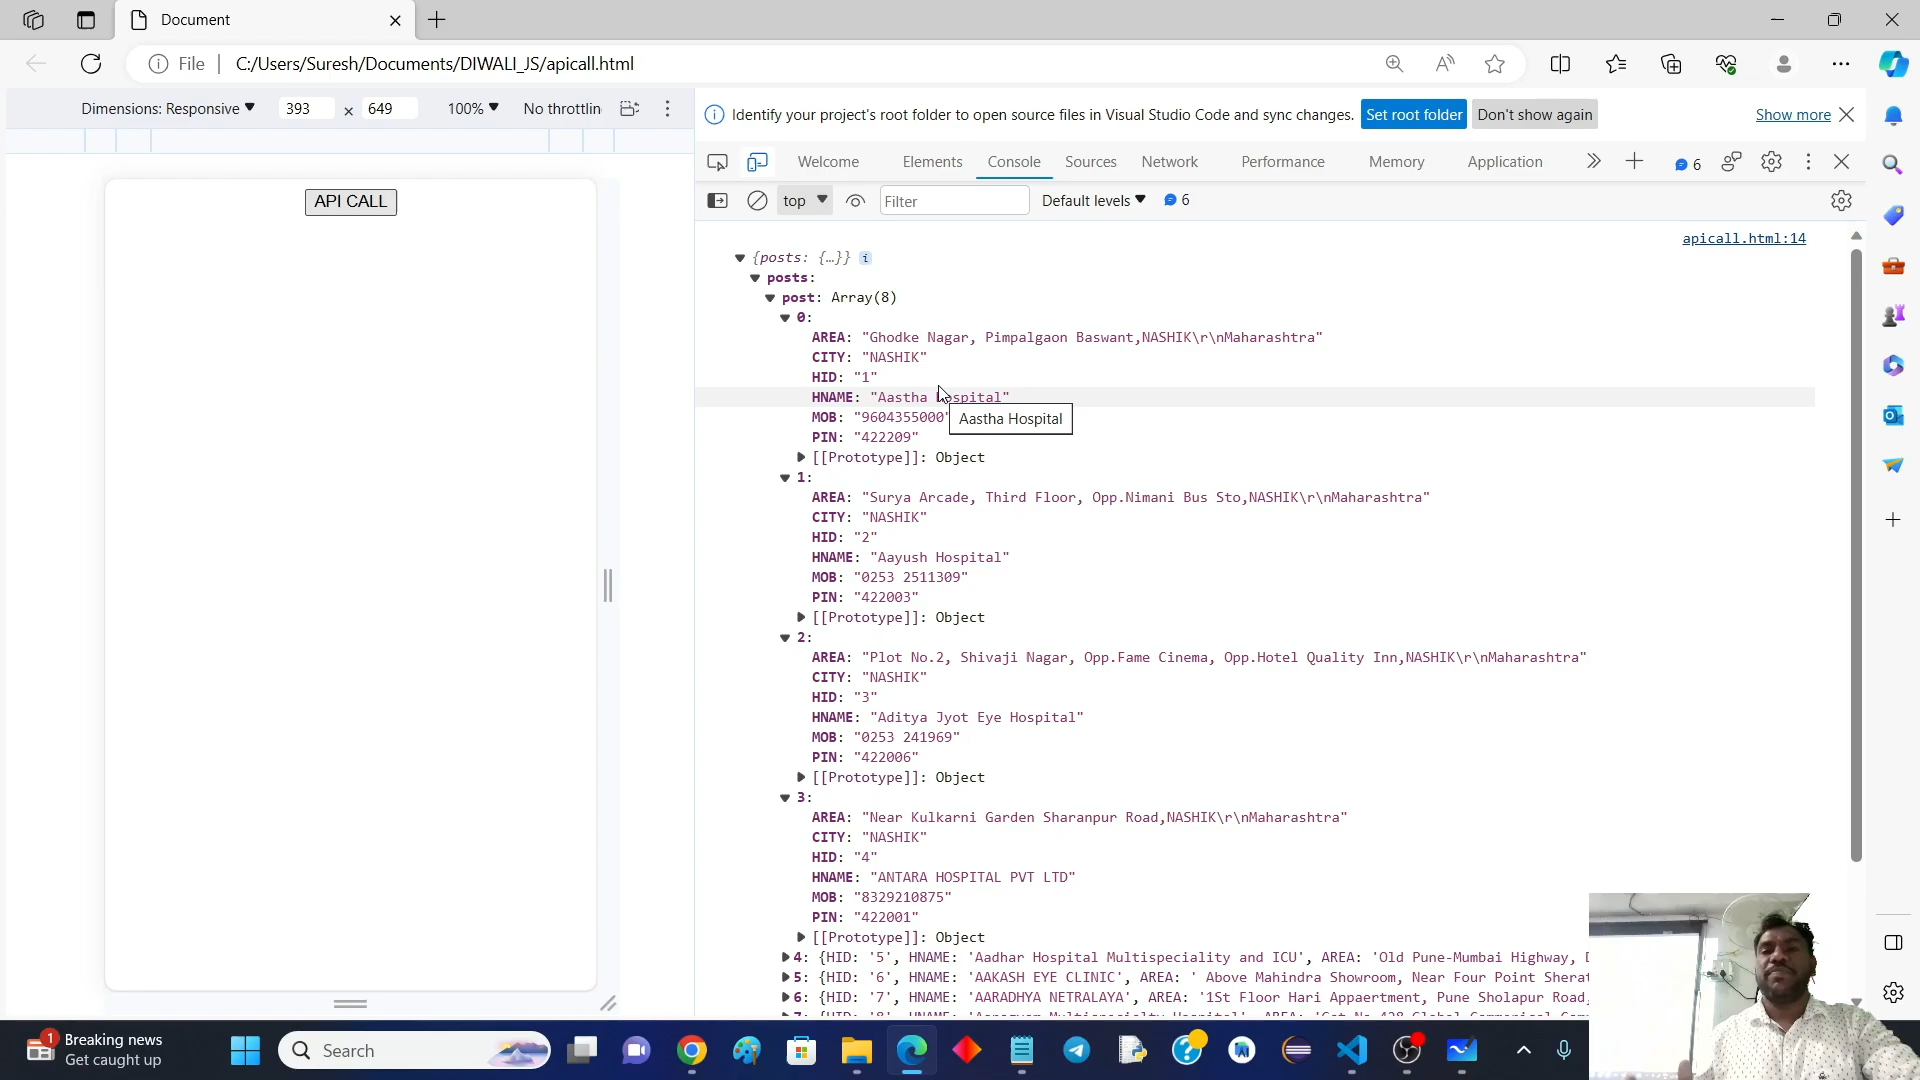 Document
File
C:/Users/Suresh/Documents/DIWALI_JS/apicall.html
Dimensions: Responsive 393 × 649 100% No throttlin
Identify your project's root folder to open source files in Visual Studio Code and sync changes. Set root folder Don't show again Show more
Welcome Elements Console Sources Network Performance Memory Application 6
top Filter Default levels 6
API CALL
apicall.html:14
{posts: {…}} i
posts:
post: Array(8)
0:
AREA: "Ghodke Nagar, Pimpalgaon Baswant,NASHIK\r\nMaharashtra"
CITY: "NASHIK"
HID: "1"
HNAME: "Aastha Hospital"
MOB: "9604355000"
Aastha Hospital
PIN: "422209"
[[Prototype]]: Object
1:
AREA: "Surya Arcade, Third Floor, Opp.Nimani Bus Sto,NASHIK\r\nMaharashtra"
CITY: "NASHIK"
HID: "2"
HNAME: "Aayush Hospital"
MOB: "0253 2511309"
PIN: "422003"
[[Prototype]]: Object
2:
AREA: "Plot No.2, Shivaji Nagar, Opp.Fame Cinema, Opp.Hotel Quality Inn,NASHIK\r\nMaharashtra"
CITY: "NASHIK"
HID: "3"
HNAME: "Aditya Jyot Eye Hospital"
MOB: "0253 241969"
PIN: "422006"
[[Prototype]]: Object
3:
AREA: "Near Kulkarni Garden Sharanpur Road,NASHIK\r\nMaharashtra"
CITY: "NASHIK"
HID: "4"
HNAME: "ANTARA HOSPITAL PVT LTD"
MOB: "8329210875"
PIN: "422001"
[[Prototype]]: Object
4: {HID: '5', HNAME: 'Aadhar Hospital Multispeciality and ICU', AREA: 'Old Pune-Mumbai Highway,
5: {HID: '6', HNAME: 'AAKASH EYE CLINIC', AREA: ' Above Mahindra Showroom, Near Four Point Sherat
6: {HID: '7', HNAME: 'AARADHYA NETRALAYA', AREA: '1St Floor Hari Appaertment, Pune Sholapur Road,
1
Breaking news
Get caught up
Search